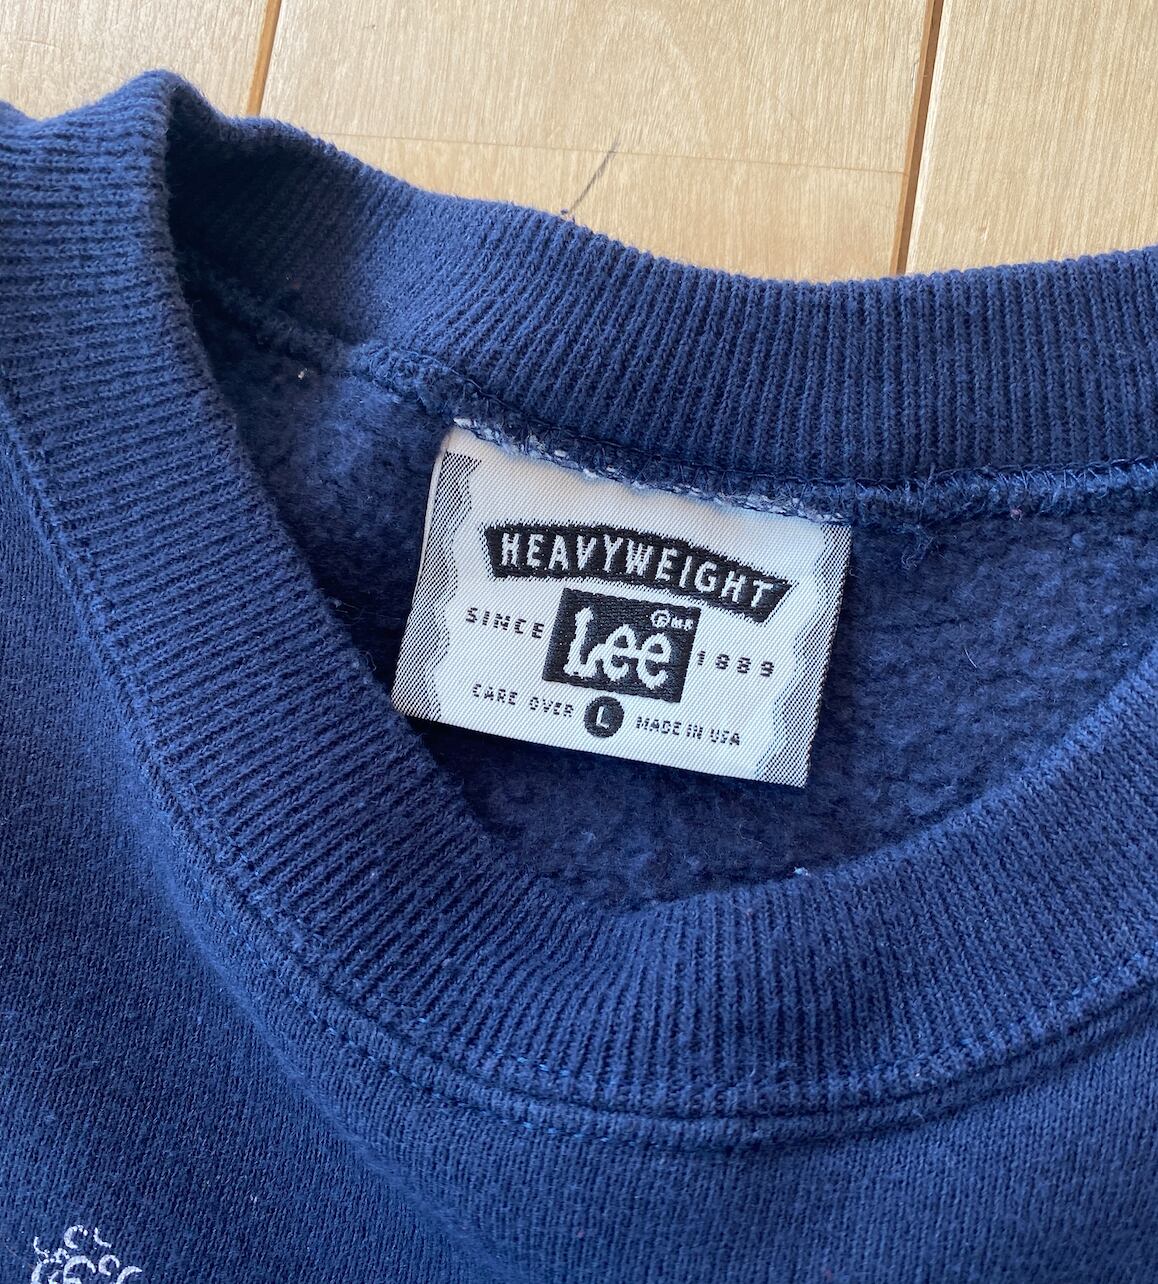 HEAVYWEIGHT
SINCE Lee ® M.R. 1889
CARE OVER L MADE IN USA